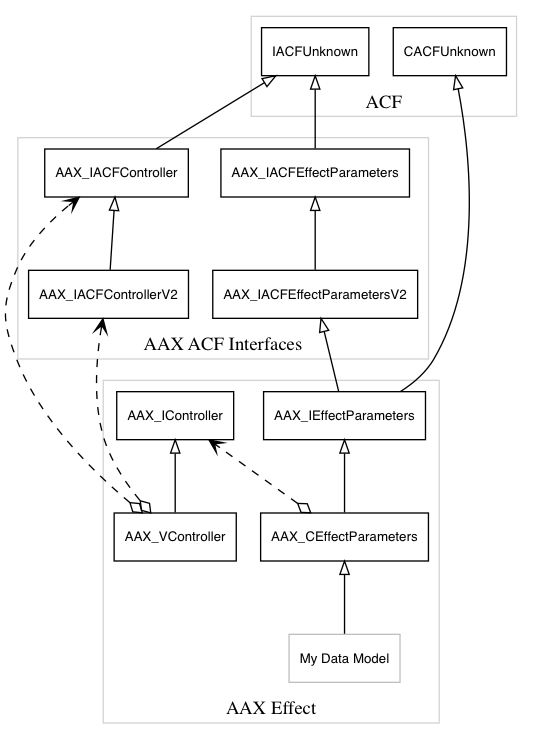 IACFUnknown
CACFUnknown
ACF
AAX_IACFController
AAX_IACFEffectParameters
AAX_IACFControllerV2
AAX_IACFEffectParametersV2
AAX ACF Interfaces
AAX_IController
AAX_IEffectParameters
AAX_VController
AAX_CEffectParameters
My Data Model
AAX Effect